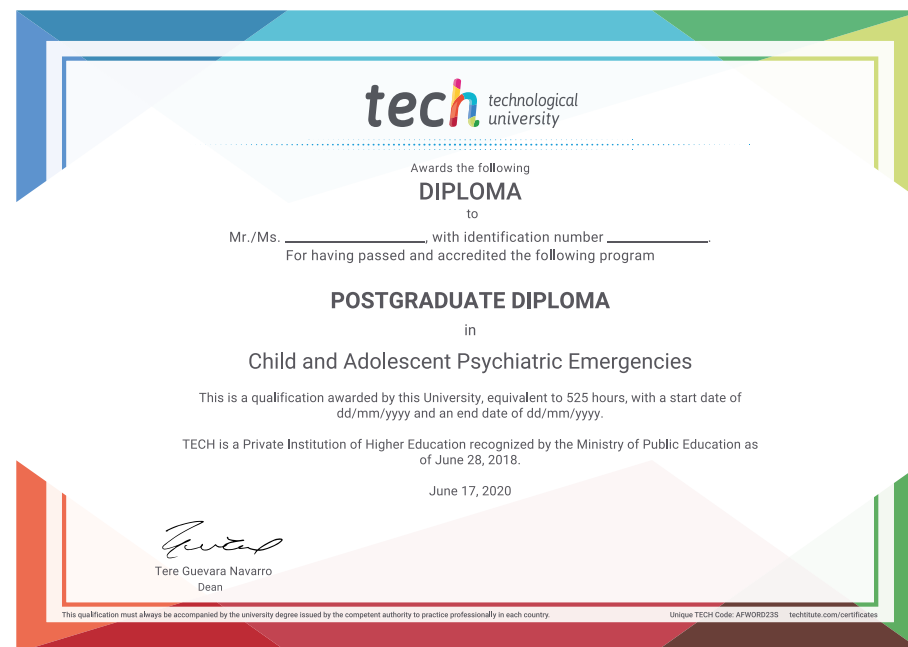 tech technological
university
Awards the following
DIPLOMA
to
Mr./Ms. ____________________, with identification number ______________.
For having passed and accredited the following program
POSTGRADUATE DIPLOMA
in
Child and Adolescent Psychiatric Emergencies
This is a qualification awarded by this University, equivalent to 525 hours, with a start date of
dd/mm/yyyy and an end date of dd/mm/yyyy.
TECH is a Private Institution of Higher Education recognized by the Ministry of Public Education as
of June 28, 2018.
June 17, 2020
Tere Guevara Navarro
Dean
This qualification must always be accompanied by the university degree issued by the competent authority to practice professionally in each country. Unique TECH Code: AFWORD23S techtitute.com/certificates